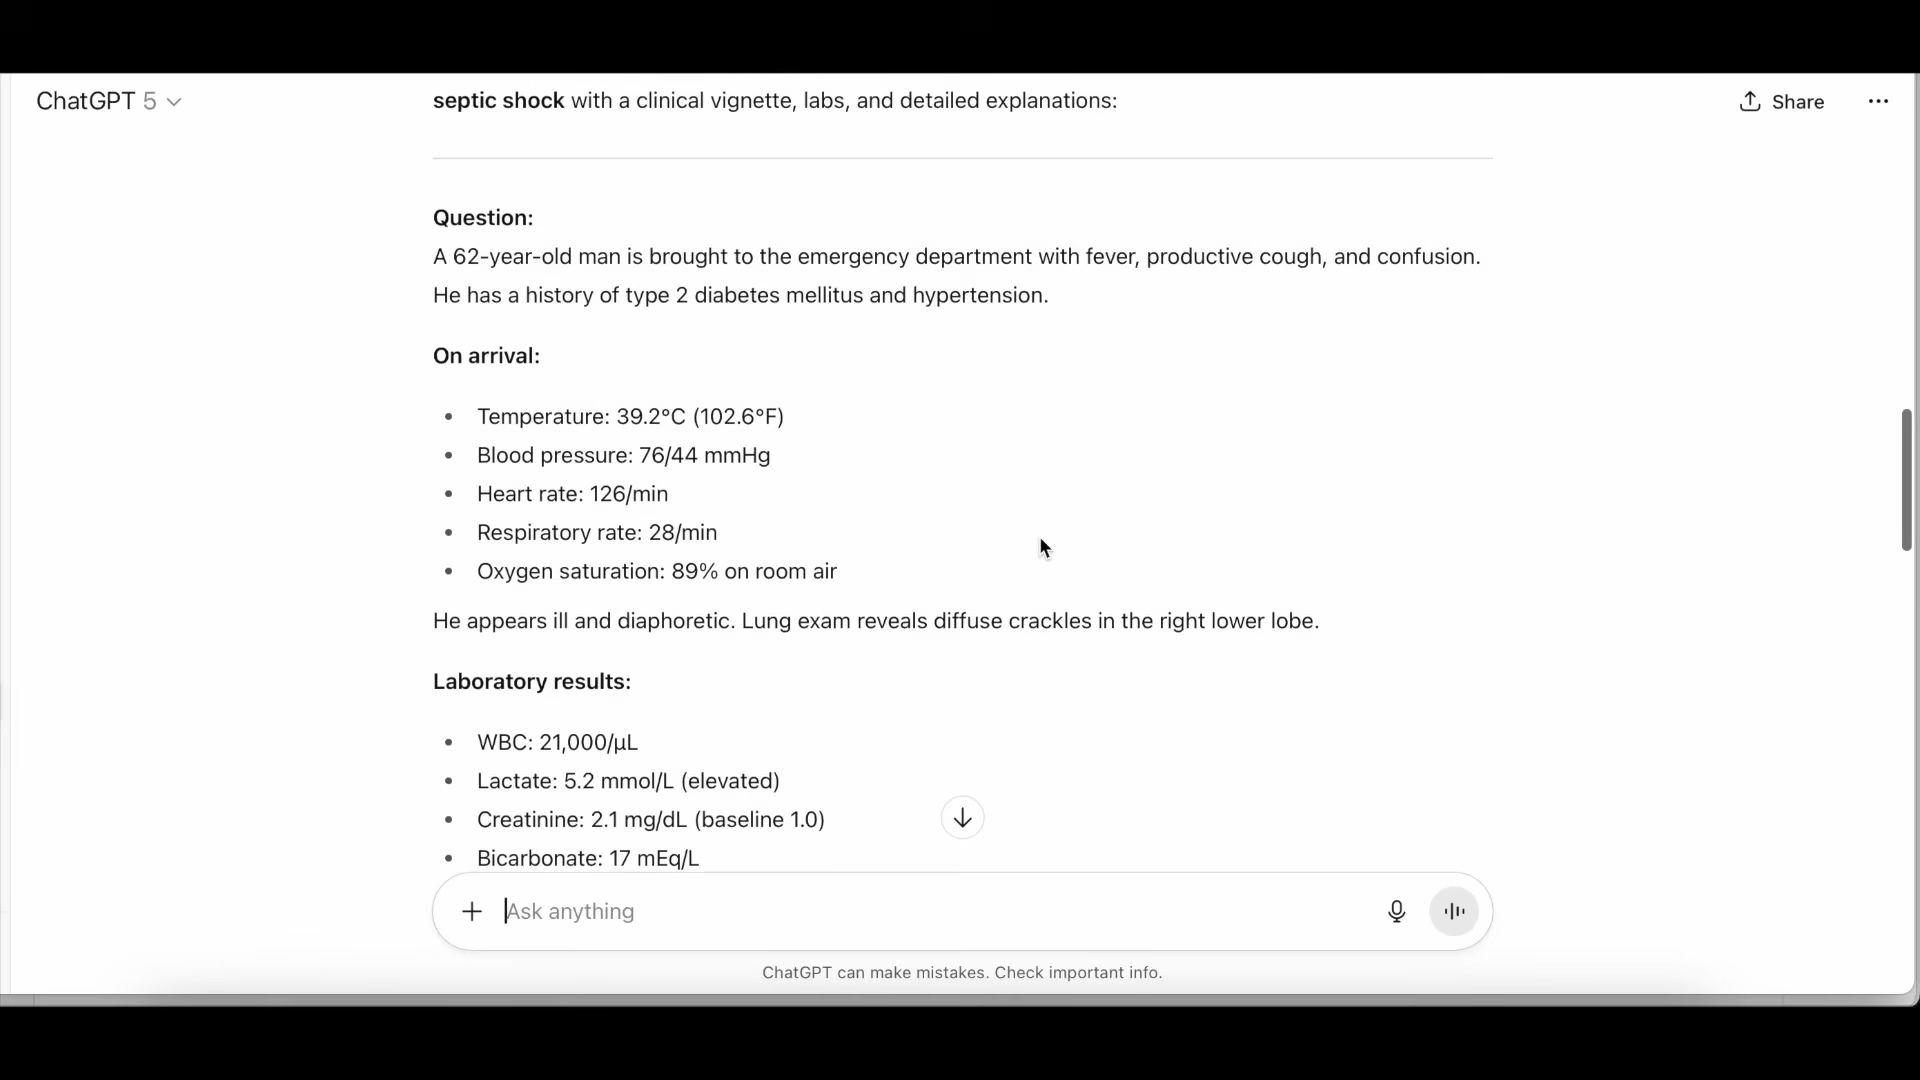 ChatGPT 5
septic shock with a clinical vignette, labs, and detailed explanations:
Share
Question:
A 62-year-old man is brought to the emergency department with fever, productive cough, and confusion.
He has a history of type 2 diabetes mellitus and hypertension.
On arrival:
• Temperature: 39.2°C (102.6°F)
• Blood pressure: 76/44 mmHg
• Heart rate: 126/min
• Respiratory rate: 28/min
• Oxygen saturation: 89% on room air
He appears ill and diaphoretic. Lung exam reveals diffuse crackles in the right lower lobe.
Laboratory results:
• WBC: 21,000/µL
• Lactate: 5.2 mmol/L (elevated)
• Creatinine: 2.1 mg/dL (baseline 1.0)
• Bicarbonate: 17 mEq/L
Ask anything
ChatGPT can make mistakes. Check important info.